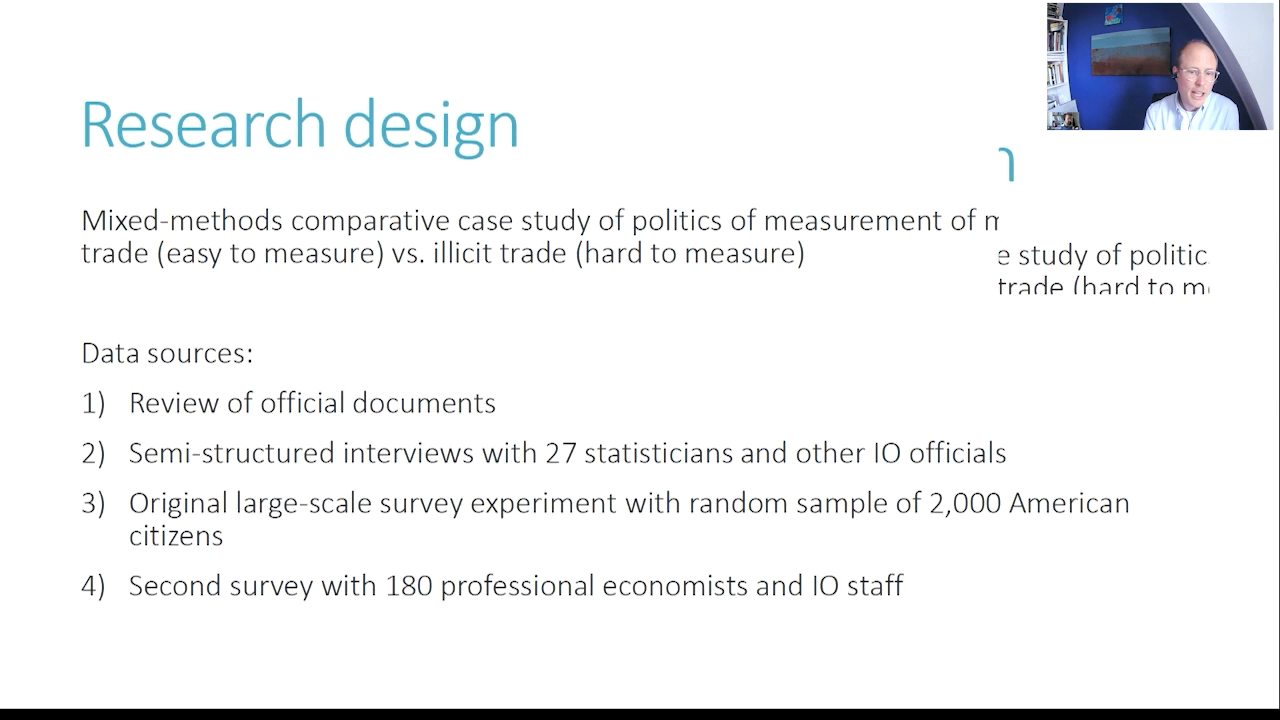 Research design
Mixed-methods comparative case study of politics of measurement of
trade (easy to measure) vs. illicit trade (hard to measure)
e study of politic
trade (hard to
Data sources:
1) Review of official documents
2) Semi-structured interviews with 27 statisticians and other IO officials
3) Original large-scale survey experiment with random sample of 2,000 American
citizens
4) Second survey with 180 professional economists and IO staff